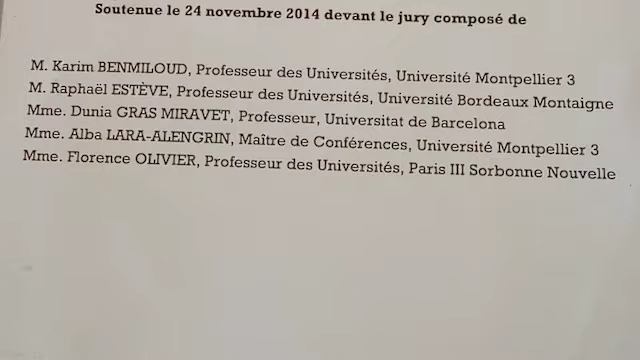 Soutenue le 24 novembre 2014 devant le jury composé de
M. Karim BENMILOUD, Professeur des Universités, Université Montpellier 3
M. Raphaël ESTÈVE, Professeur des Universités, Université Bordeaux Montaigne
Mme. Dunia GRAS MIRAVET, Professeur, Universitat de Barcelona
Mme. Alba LARA-ALENGRIN, Maître de Conférences, Université Montpellier 3
Mme. Florence OLIVIER, Professeur des Universités, Paris III Sorbonne Nouvelle